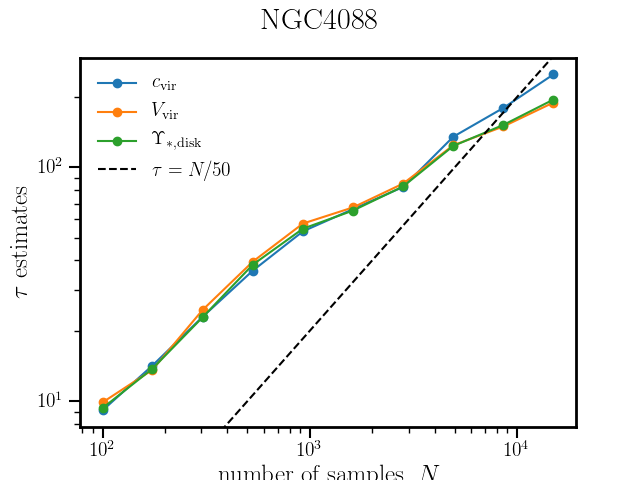 NGC4088
c_vir
V_vir
Υ_{*,disk}
τ = N/50
10^2
10^1
τ estimates
10^2 10^3 10^4
number of samples, N